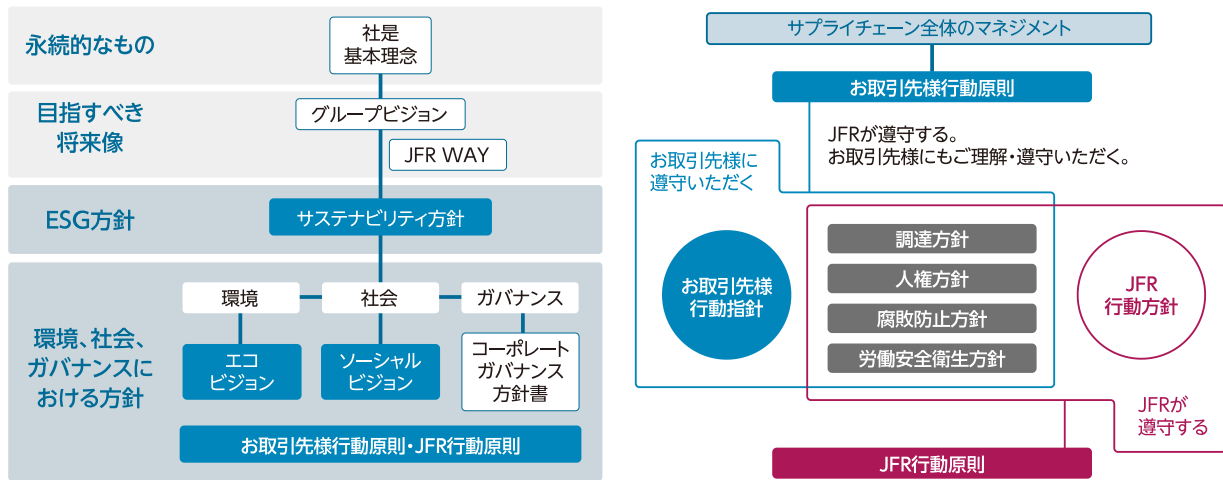 永続的なもの
社是
基本理念
目指すべき
将来像
グループビジョン
JFR WAY
ESG方針
サステナビリティ方針
環境、社会、
ガバナンスに
おける方針
環境
社会
ガバナンス
エコ
ビジョン
ソーシャル
ビジョン
コーポレート
ガバナンス
方針書
お取引先様行動原則・JFR行動原則
サプライチェーン全体のマネジメント
お取引先様行動原則
JFRが遵守する。
お取引先様にもご理解・遵守いただく。
お取引先様に
遵守いただく
お取引先様
行動指針
調達方針
人権方針
腐敗防止方針
労働安全衛生方針
JFR
行動方針
JFRが
遵守する
JFR行動原則